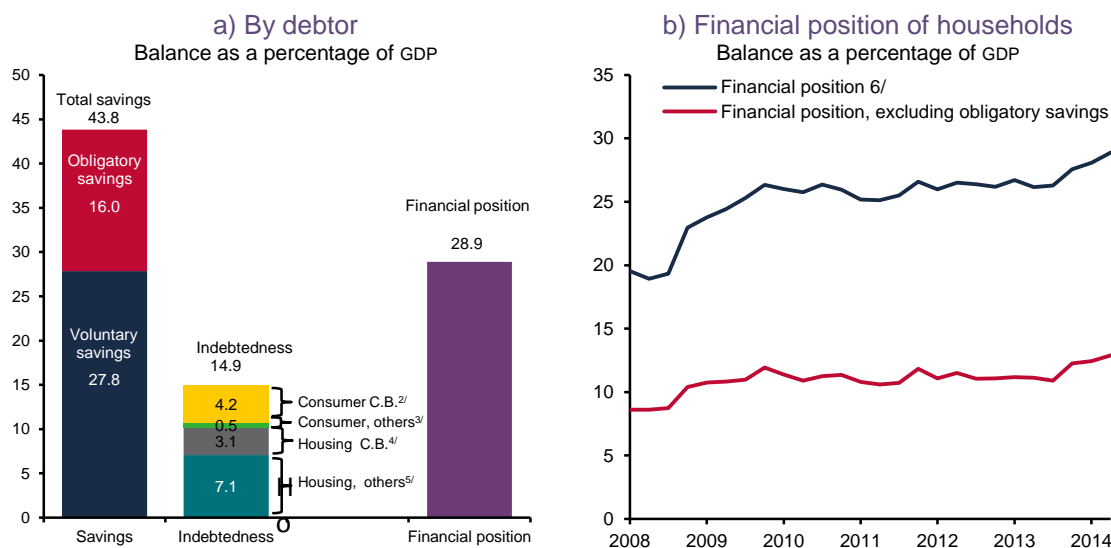 a) By debtor
Balance as a percentage of GDP
50
45
40
35
30
25
20
15
10
5
0
Total savings
43.8
Obligatory
savings
16.0
Voluntary
savings
27.8
Indebtedness
14.9
4.2
0.5
3.1
7.1
Consumer C.B.2/
Consumer, others3/
Housing C.B.4/
Housing, others5/
Financial position
28.9
O
Savings
Indebtedness
Financial position
b) Financial position of households
Balance as a percentage of GDP
35
30
25
20
15
10
5
0
Financial position 6/
Financial position, excluding obligatory savings
2008 2009 2010 2011 2012 2013 2014